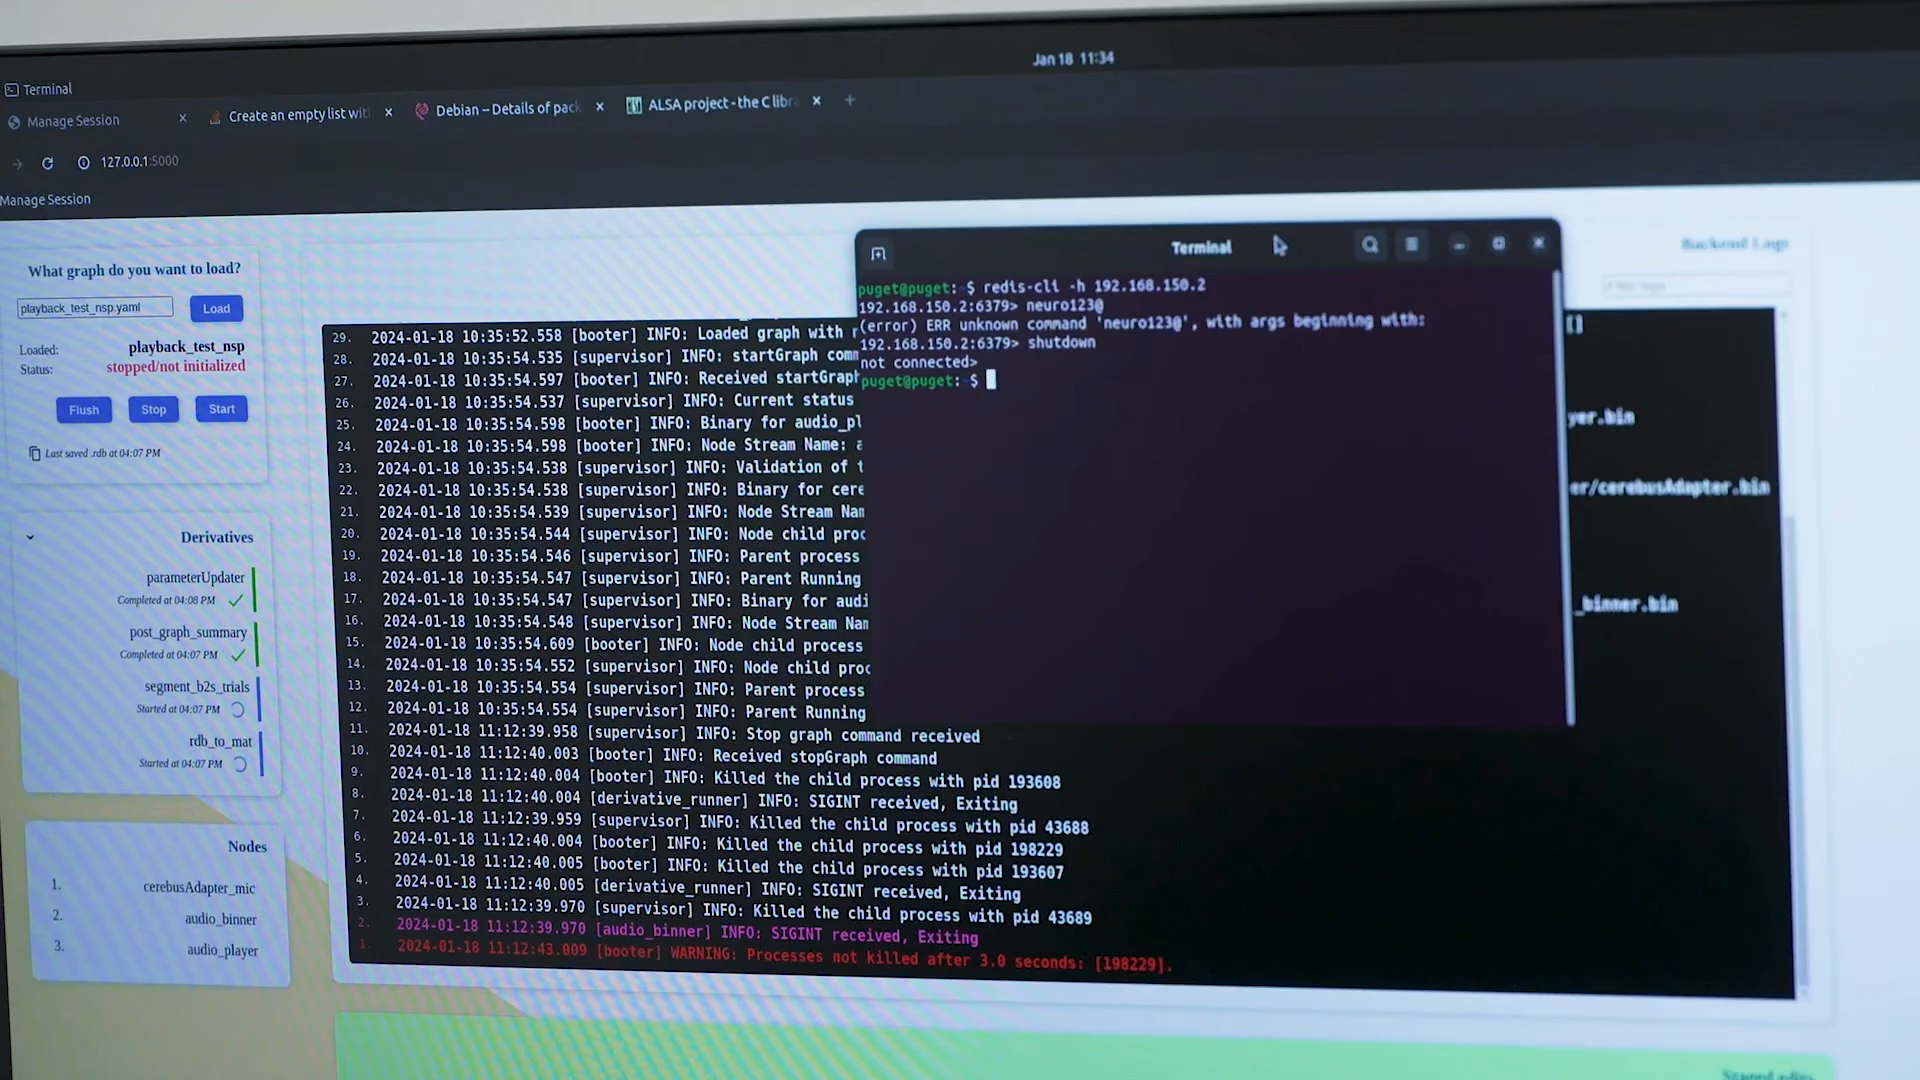 Jan 18 11:34
Terminal
Manage Session
Create an empty list wit
Debian -- Details of pack
ALSA project - the C libra
127.0.0.1:5000
Manage Session
What graph do you want to load?
playback_test_nsp.yaml
Load
Loaded: playback_test_nsp
Status: stopped/not initialized
Flush
Stop
Start
Last saved .rdb at 04:07 PM
Derivatives
parameterUpdater
Completed at 04:08 PM
post_graph_summary
Completed at 04:07 PM
segment_b2s_trials
Started at 04:07 PM
rdb_to_mat
Started at 04:07 PM
Nodes
1. cerebusAdapter_mic
2. audio_binner
3. audio_player
Backend Logs
29. 2024-01-18 10:35:52.558 [booter] INFO: Loaded graph with
28. 2024-01-18 10:35:54.535 [supervisor] INFO: startGraph com
27. 2024-01-18 10:35:54.597 [booter] INFO: Received startGraph
26. 2024-01-18 10:35:54.537 [supervisor] INFO: Current status
25. 2024-01-18 10:35:54.598 [booter] INFO: Binary for audio_pl
24. 2024-01-18 10:35:54.598 [booter] INFO: Node Stream Name: a
23. 2024-01-18 10:35:54.538 [supervisor] INFO: Validation of t
22. 2024-01-18 10:35:54.538 [supervisor] INFO: Binary for cere
21. 2024-01-18 10:35:54.539 [supervisor] INFO: Node Stream Nam
20. 2024-01-18 10:35:54.544 [supervisor] INFO: Node child proc
19. 2024-01-18 10:35:54.546 [supervisor] INFO: Parent process
18. 2024-01-18 10:35:54.547 [supervisor] INFO: Parent Running
17. 2024-01-18 10:35:54.547 [supervisor] INFO: Binary for audi
16. 2024-01-18 10:35:54.548 [supervisor] INFO: Node Stream Nam
15. 2024-01-18 10:35:54.609 [booter] INFO: Node child process
14. 2024-01-18 10:35:54.552 [supervisor] INFO: Node child proc
13. 2024-01-18 10:35:54.554 [supervisor] INFO: Parent process
12. 2024-01-18 10:35:54.554 [supervisor] INFO: Parent Running
11. 2024-01-18 11:12:39.958 [supervisor] INFO: Stop graph command received
10. 2024-01-18 11:12:40.003 [booter] INFO: Received stopGraph command
9. 2024-01-18 11:12:40.004 [booter] INFO: Killed the child process with pid 193608
8. 2024-01-18 11:12:40.004 [derivative_runner] INFO: SIGINT received, Exiting
7. 2024-01-18 11:12:39.959 [supervisor] INFO: Killed the child process with pid 43688
6. 2024-01-18 11:12:40.004 [booter] INFO: Killed the child process with pid 198229
5. 2024-01-18 11:12:40.005 [booter] INFO: Killed the child process with pid 193607
4. 2024-01-18 11:12:40.005 [derivative_runner] INFO: SIGINT received, Exiting
3. 2024-01-18 11:12:39.970 [supervisor] INFO: Killed the child process with pid 43689
2. 2024-01-18 11:12:39.970 [audio_binner] INFO: SIGINT received, Exiting
1. 2024-01-18 11:12:43.009 [booter] WARNING: Processes not killed after 3.0 seconds: [198229].
[]
yer.bin
er/cerebusAdapter.bin
_binner.bin
Terminal
puget@puget: $ redis-cli -h 192.168.150.2
192.168.150.2:6379> neuro123@
(error) ERR unknown command 'neuro123@', with args beginning with:
192.168.150.2:6379> shutdown
not connected>
puget@puget: $